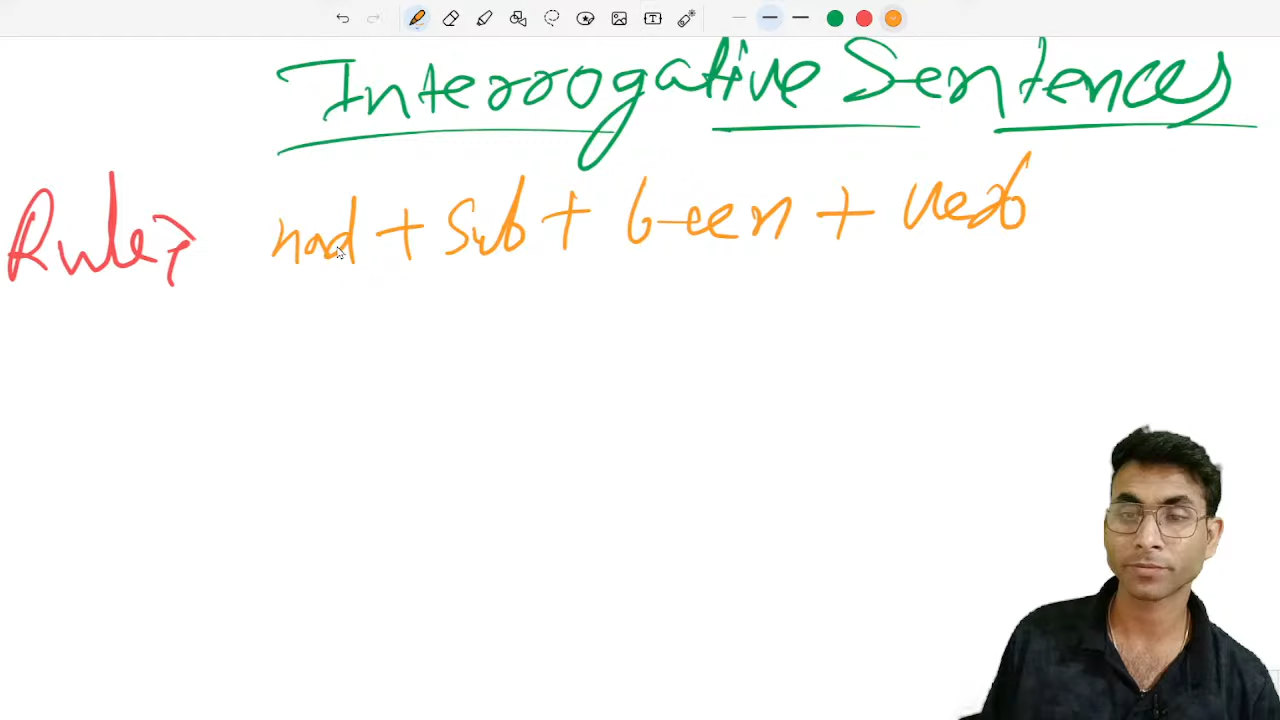 Interrogative Sentences
Rule→ had + Sub + been + verb